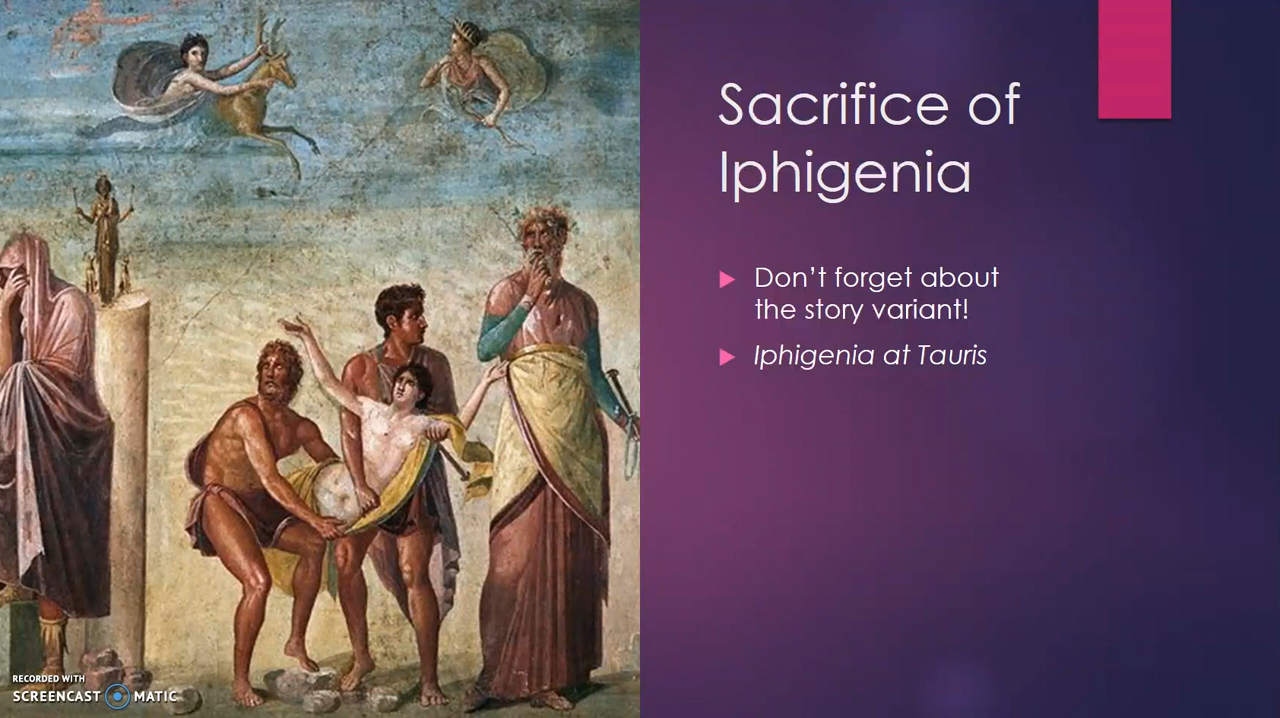 Sacrifice of
Iphigenia
Don’t forget about
the story variant!
Iphigenia at Tauris
RECORDED WITH
SCREENCAST MATIC